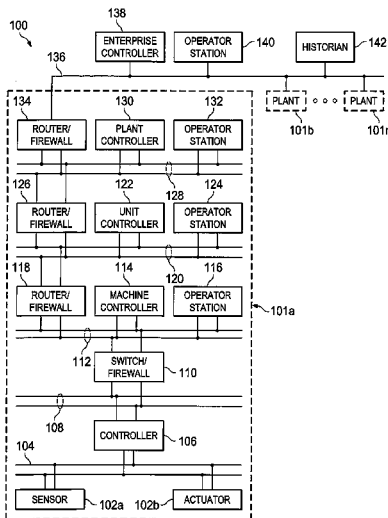 100
138
ENTERPRISE CONTROLLER
OPERATOR STATION
140
HISTORIAN
142
136
PLANT
101b
PLANT
101n
134
ROUTER/ FIREWALL
130
PLANT CONTROLLER
132
OPERATOR STATION
128
126
ROUTER/ FIREWALL
122
UNIT CONTROLLER
124
OPERATOR STATION
120
118
ROUTER/ FIREWALL
114
MACHINE CONTROLLER
116
OPERATOR STATION
101a
112
SWITCH/ FIREWALL
110
108
CONTROLLER
106
104
SENSOR
102a
102b
ACTUATOR